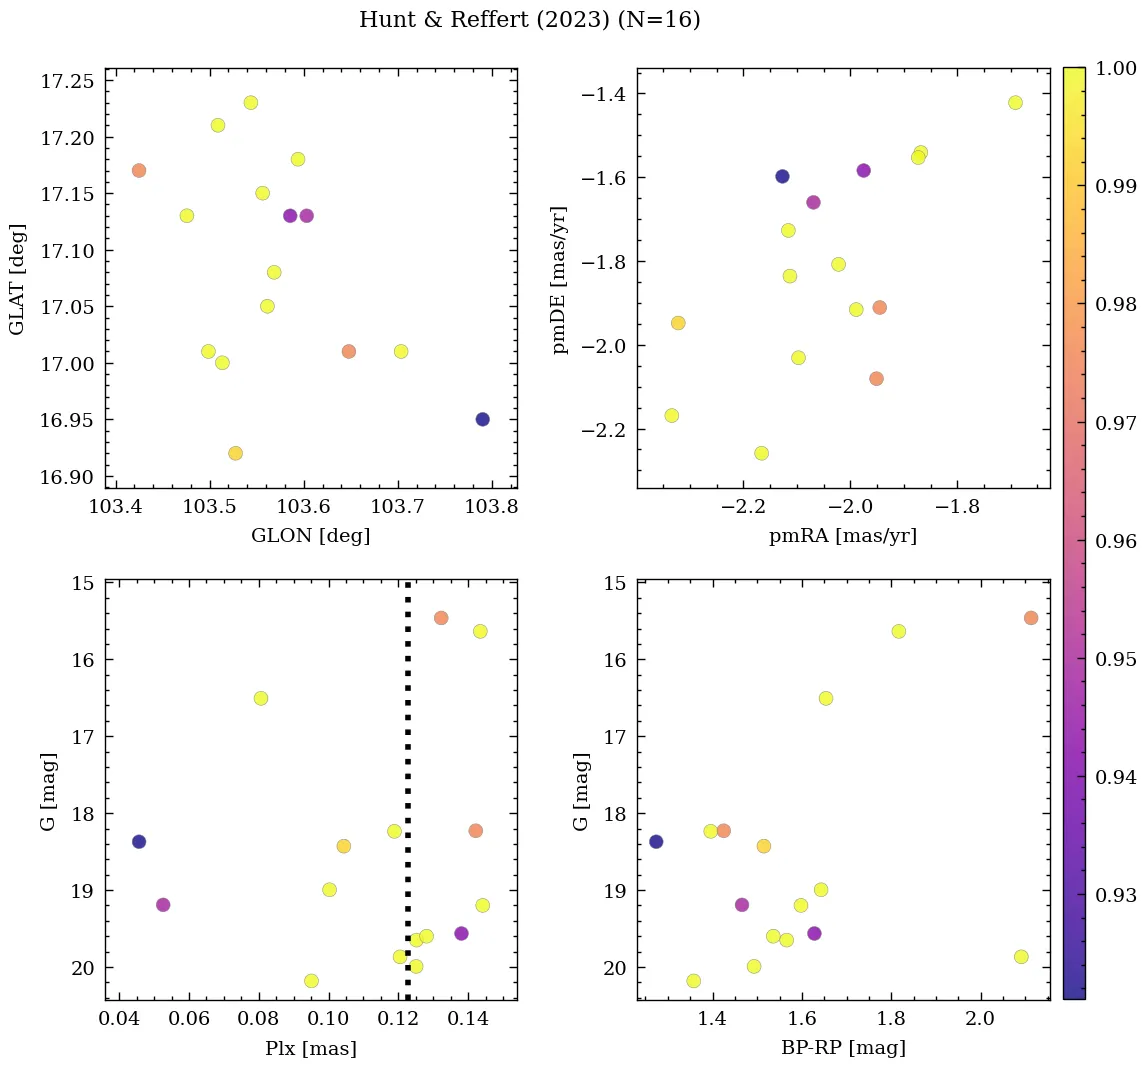 Hunt & Reffert (2023) (N=16)
17.25
17.20
17.15
17.10
17.05
17.00
16.95
16.90
GLAT [deg]
103.4 103.5 103.6 103.7 103.8
GLON [deg]
−1.4
−1.6
−1.8
−2.0
−2.2
pmDE [mas/yr]
−2.2 −2.0 −1.8
pmRA [mas/yr]
15
16
17
18
19
20
G [mag]
0.04 0.06 0.08 0.10 0.12 0.14
Plx [mas]
15
16
17
18
19
20
G [mag]
1.4 1.6 1.8 2.0
BP-RP [mag]
1.00
0.99
0.98
0.97
0.96
0.95
0.94
0.93